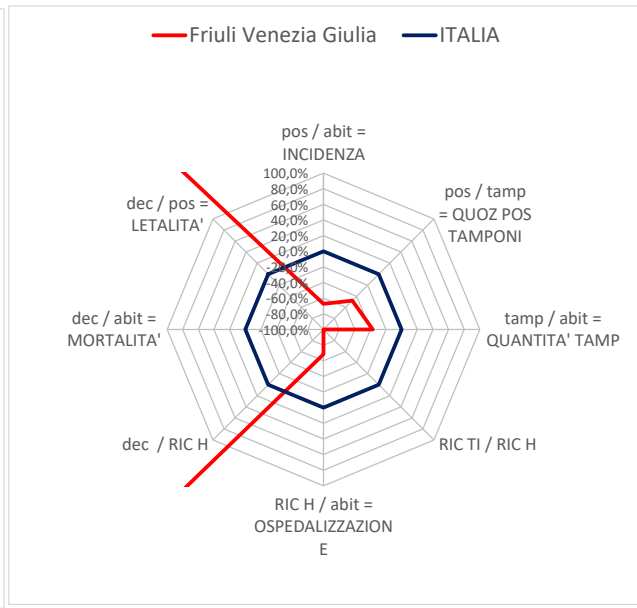 Friuli Venezia Giulia ITALIA
pos / abit =
INCIDENZA
100,0%
80,0%
60,0%
40,0%
20,0%
0,0%
-20,0%
-40,0%
-60,0%
-80,0%
-100,0%
pos / tamp
= QUOZ POS
TAMPONI
tamp / abit =
QUANTITA' TAMP
RIC TI / RIC H
RIC H / abit =
OSPEDALIZZAZION
E
dec / RIC H
dec / abit =
MORTALITA'
dec / pos =
LETALITA'